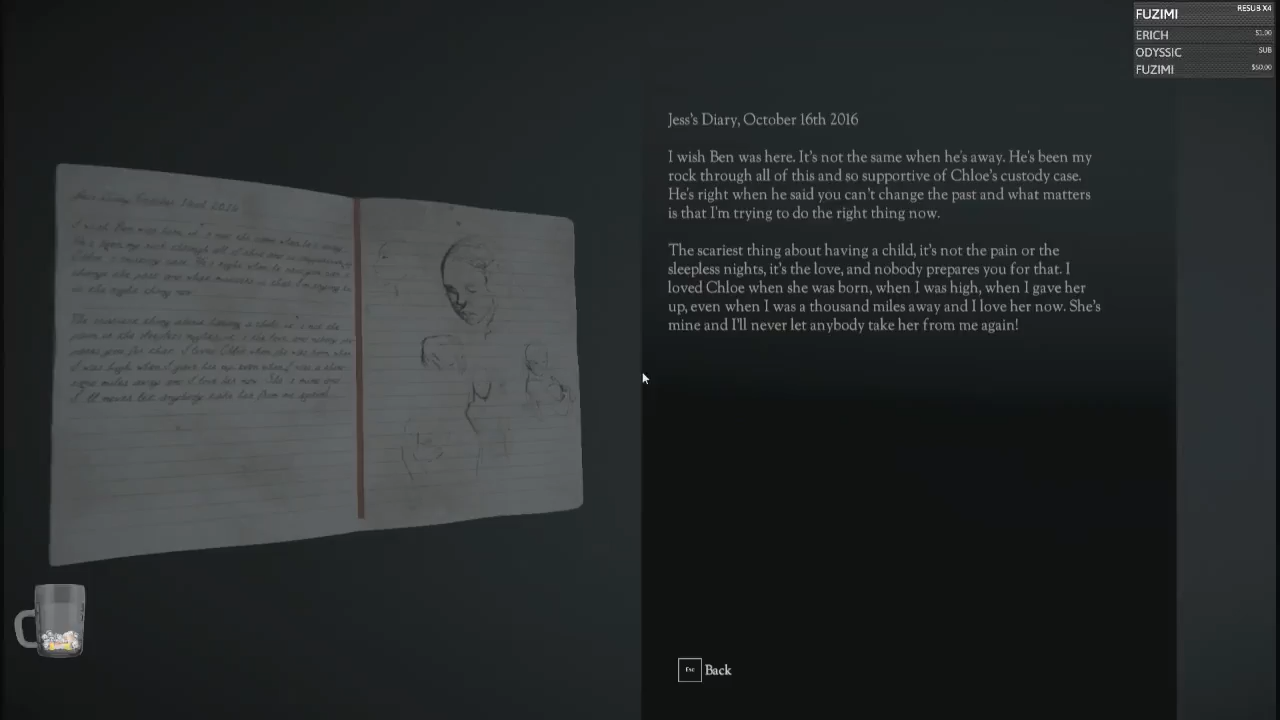 FUZIMI RESUB X4
ERICH $1.00
ODYSSIC SUB
FUZIMI $50.00
Jess's Diary, October 16th 2016
I wish Ben was here. It's not the same when he's away. He's been my
rock through all of this and so supportive of Chloe's custody case.
He's right when he said you can't change the past and what matters
is that I'm trying to do the right thing now.
The scariest thing about having a child, it's not the pain or the
sleepless nights, it's the love, and nobody prepares you for that. I
loved Chloe when she was born, when I was high, when I gave her
up, even when I was a thousand miles away and I love her now. She's
mine and I'll never let anybody take her from me again!
Esc Back